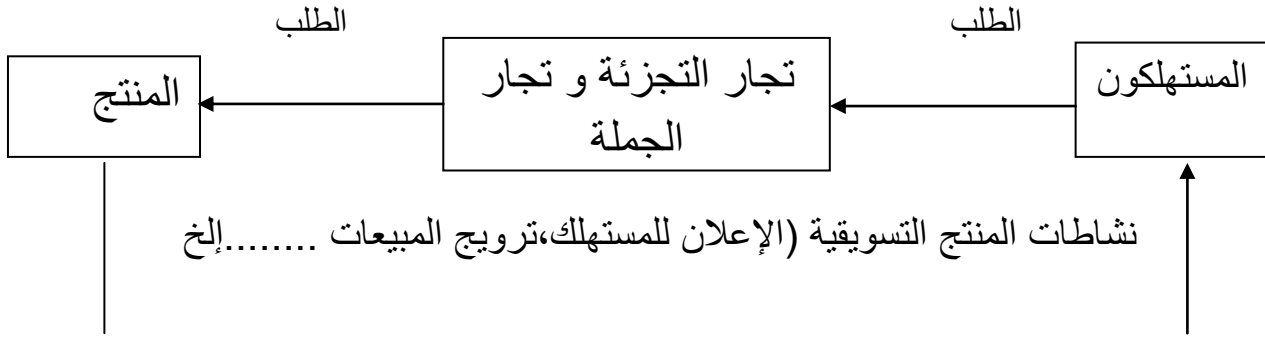 الطلب
الطلب
المستهلكون
تجار التجزئة و تجار
الجملة
المنتج
نشاطات المنتج التسويقية (الإعلان للمستهلك،ترويج المبيعات ........إلخ